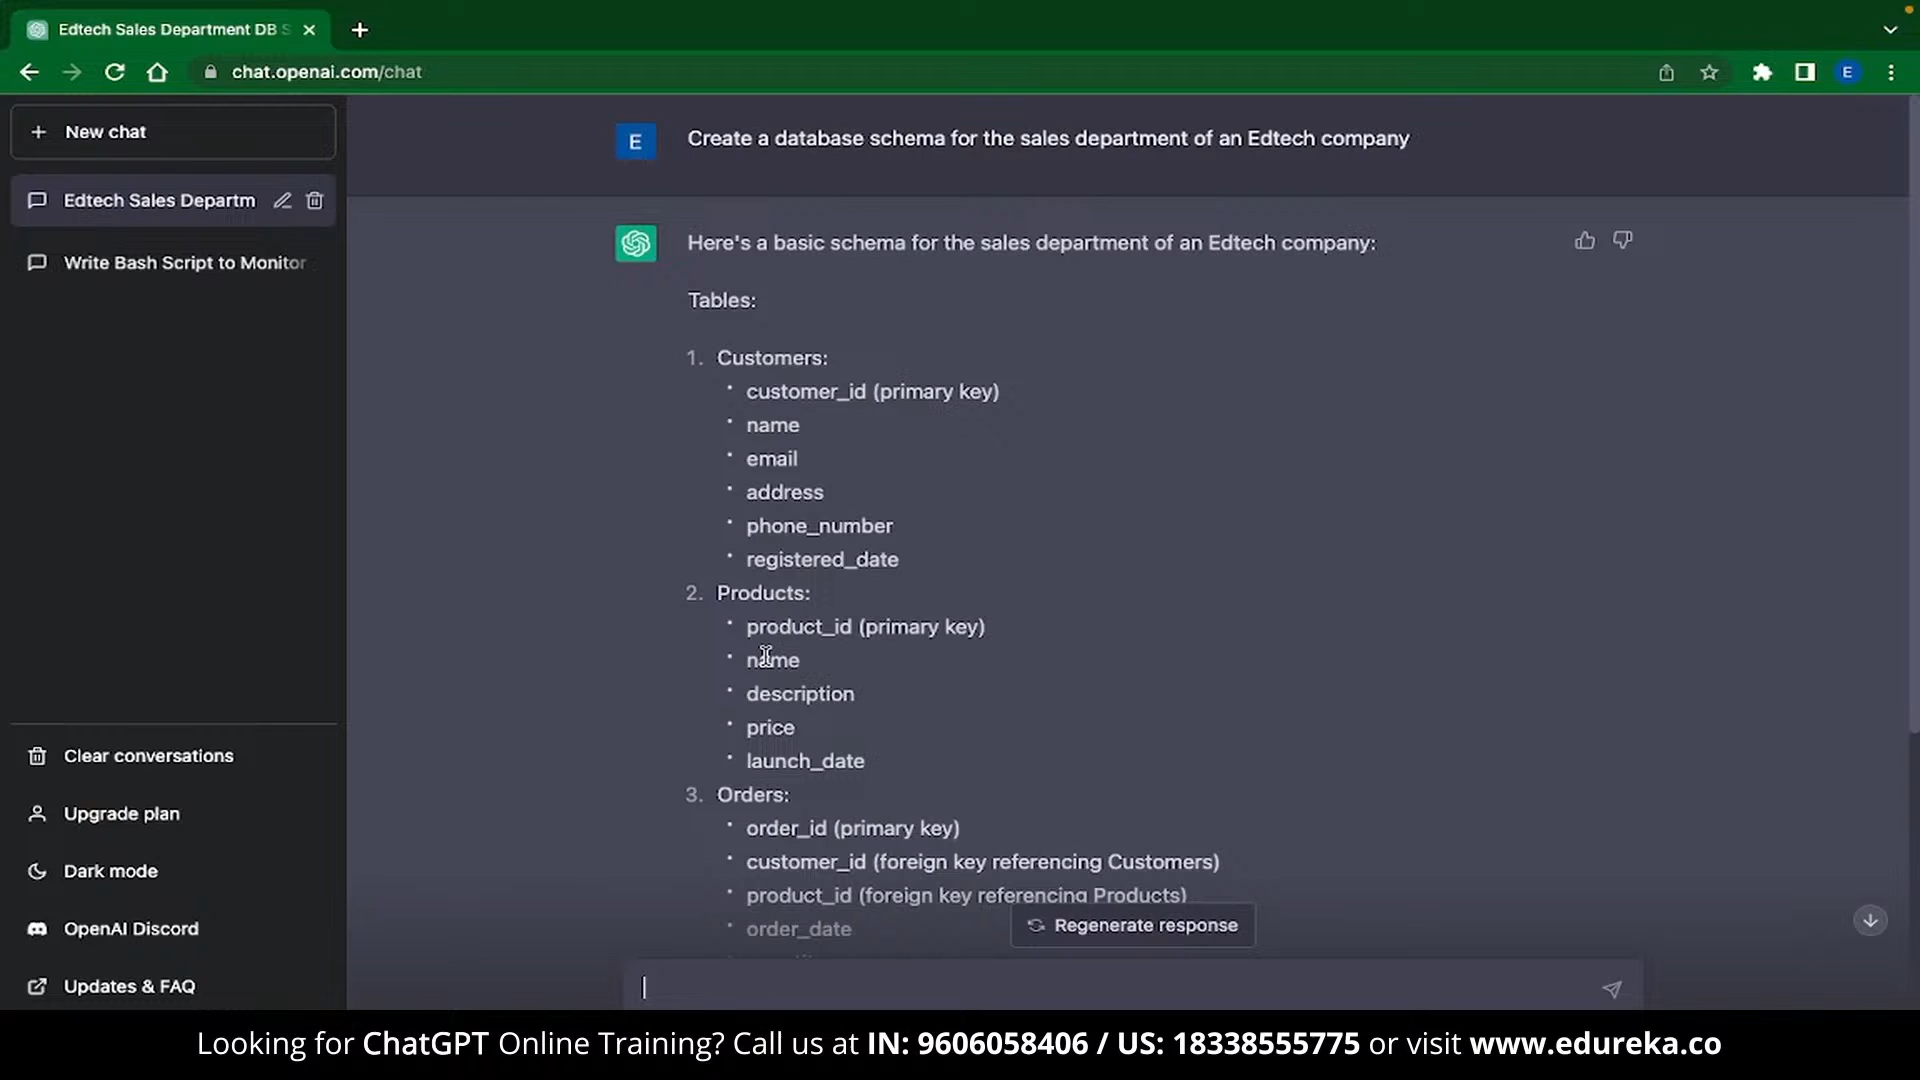 Edtech Sales Department DB S
chat.openai.com/chat
E
New chat
Edtech Sales Departm
Write Bash Script to Monitor
Clear conversations
Upgrade plan
Dark mode
OpenAI Discord
Updates & FAQ
E
Create a database schema for the sales department of an Edtech company
Here's a basic schema for the sales department of an Edtech company:
Tables:
1. Customers:
• customer_id (primary key)
• name
• email
• address
• phone_number
• registered_date
2. Products:
• product_id (primary key)
• name
• description
• price
• launch_date
3. Orders:
• order_id (primary key)
• customer_id (foreign key referencing Customers)
• product_id (foreign key referencing Products)
• order_date
Regenerate response
Looking for ChatGPT Online Training? Call us at IN: 9606058406 / US: 18338555775 or visit www.edureka.co